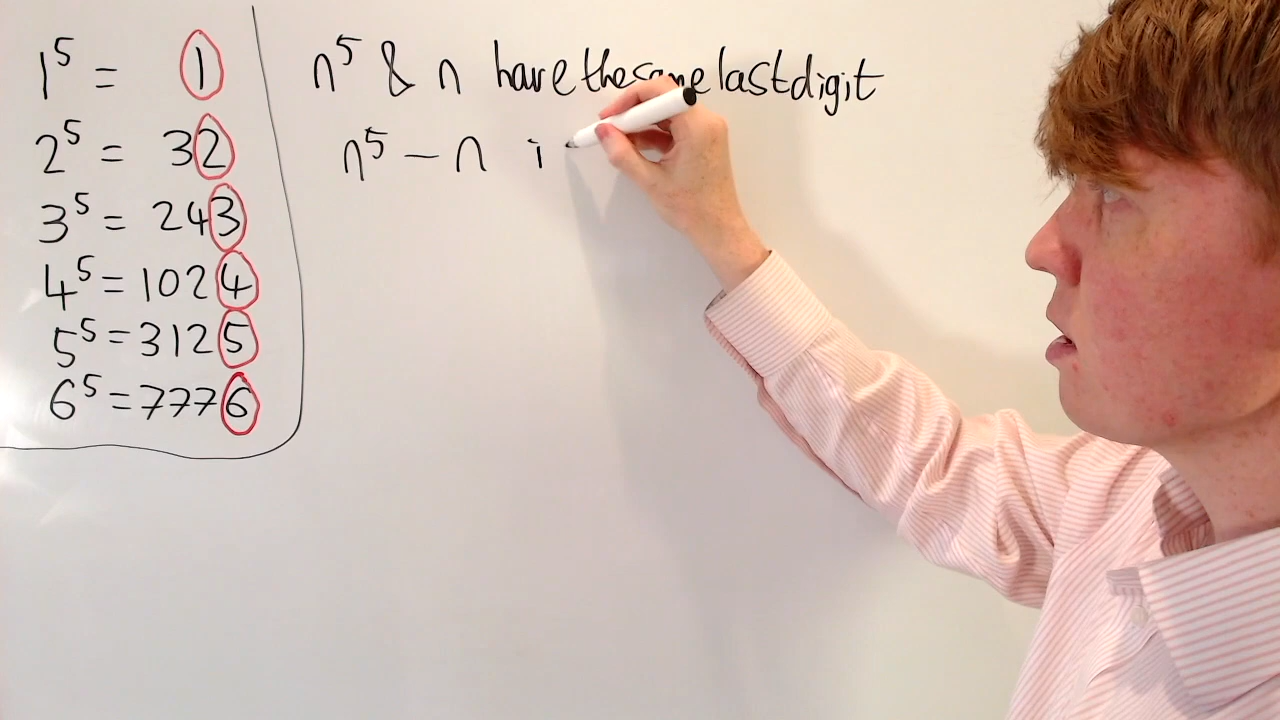 1⁵ = 1
2⁵ = 32
3⁵ = 243
4⁵ = 1024
5⁵ = 3125
6⁵ = 7776
n⁵ & n have the same last digit
n⁵ – n i